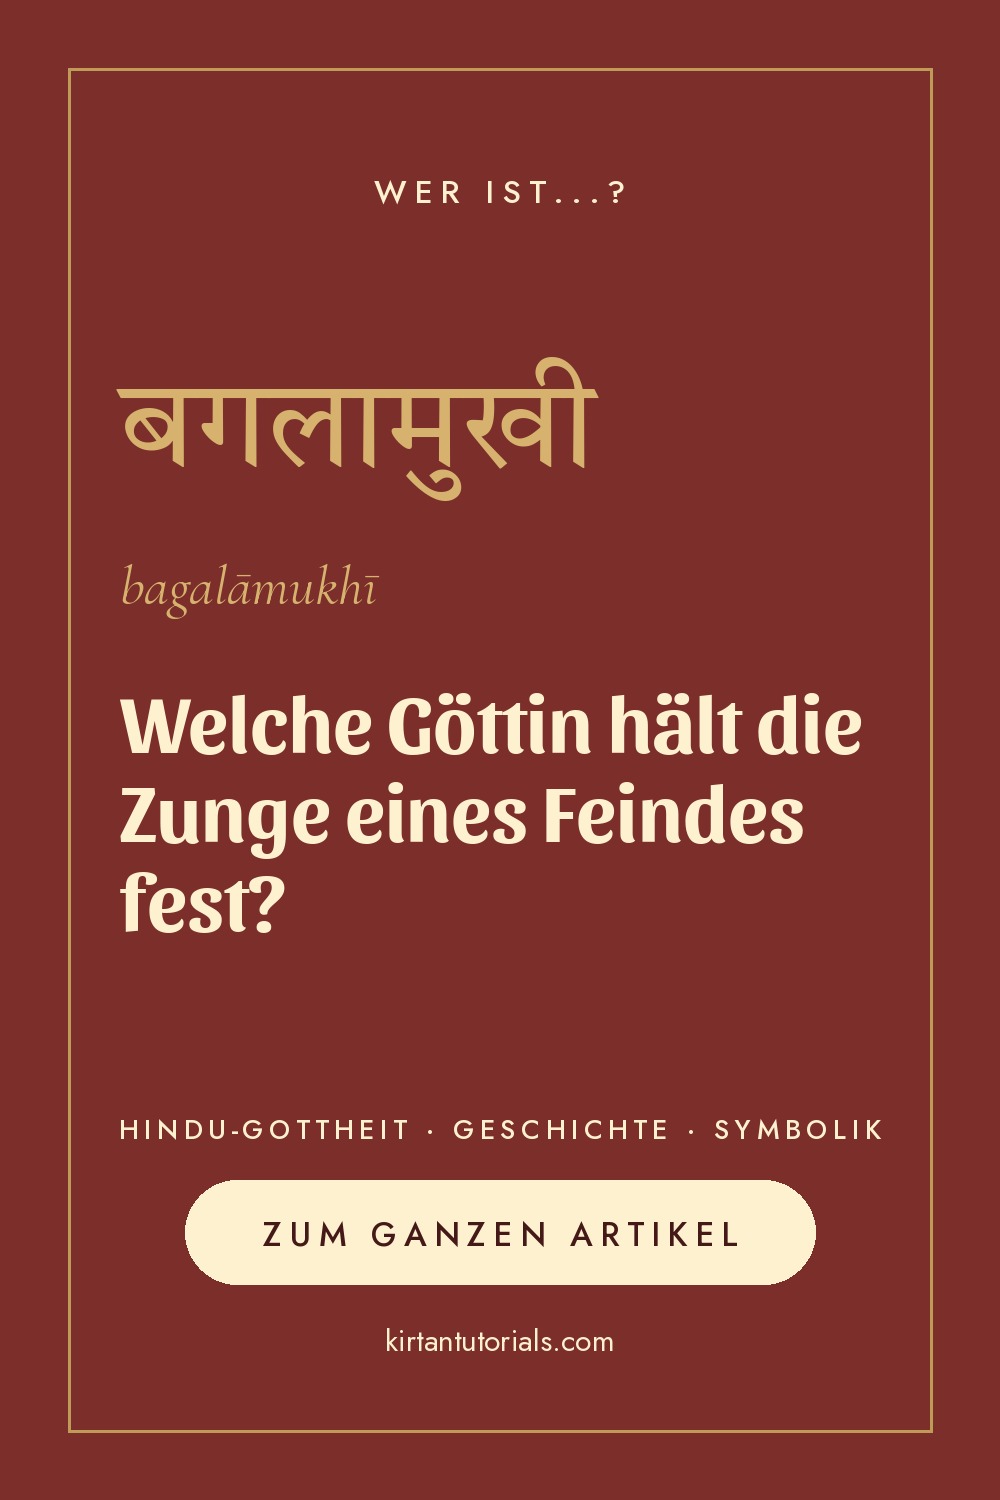 WER IST...?
बगलामुखी
bagalāmukhī
Welche Göttin hält die
Zunge eines Feindes
fest?
HINDU-GOTTHEIT · GESCHICHTE · SYMBOLIK
ZUM GANZEN ARTIKEL
kirtantutorials.com